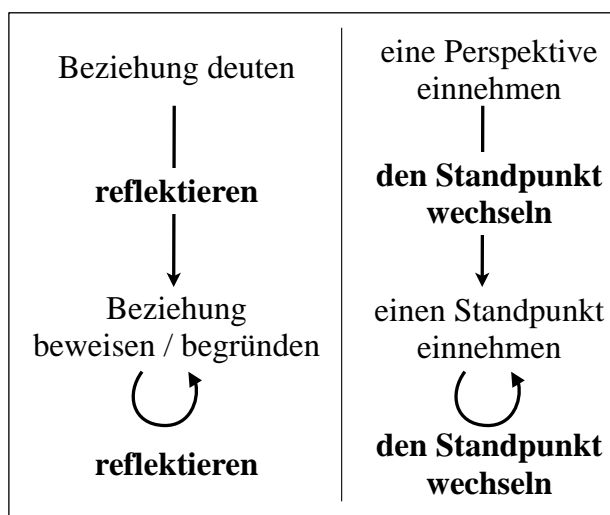 Beziehung deuten
reflektieren
Beziehung
beweisen / begründen
reflektieren
eine Perspektive
einnehmen
den Standpunkt
wechseln
einen Standpunkt
einnehmen
den Standpunkt
wechseln